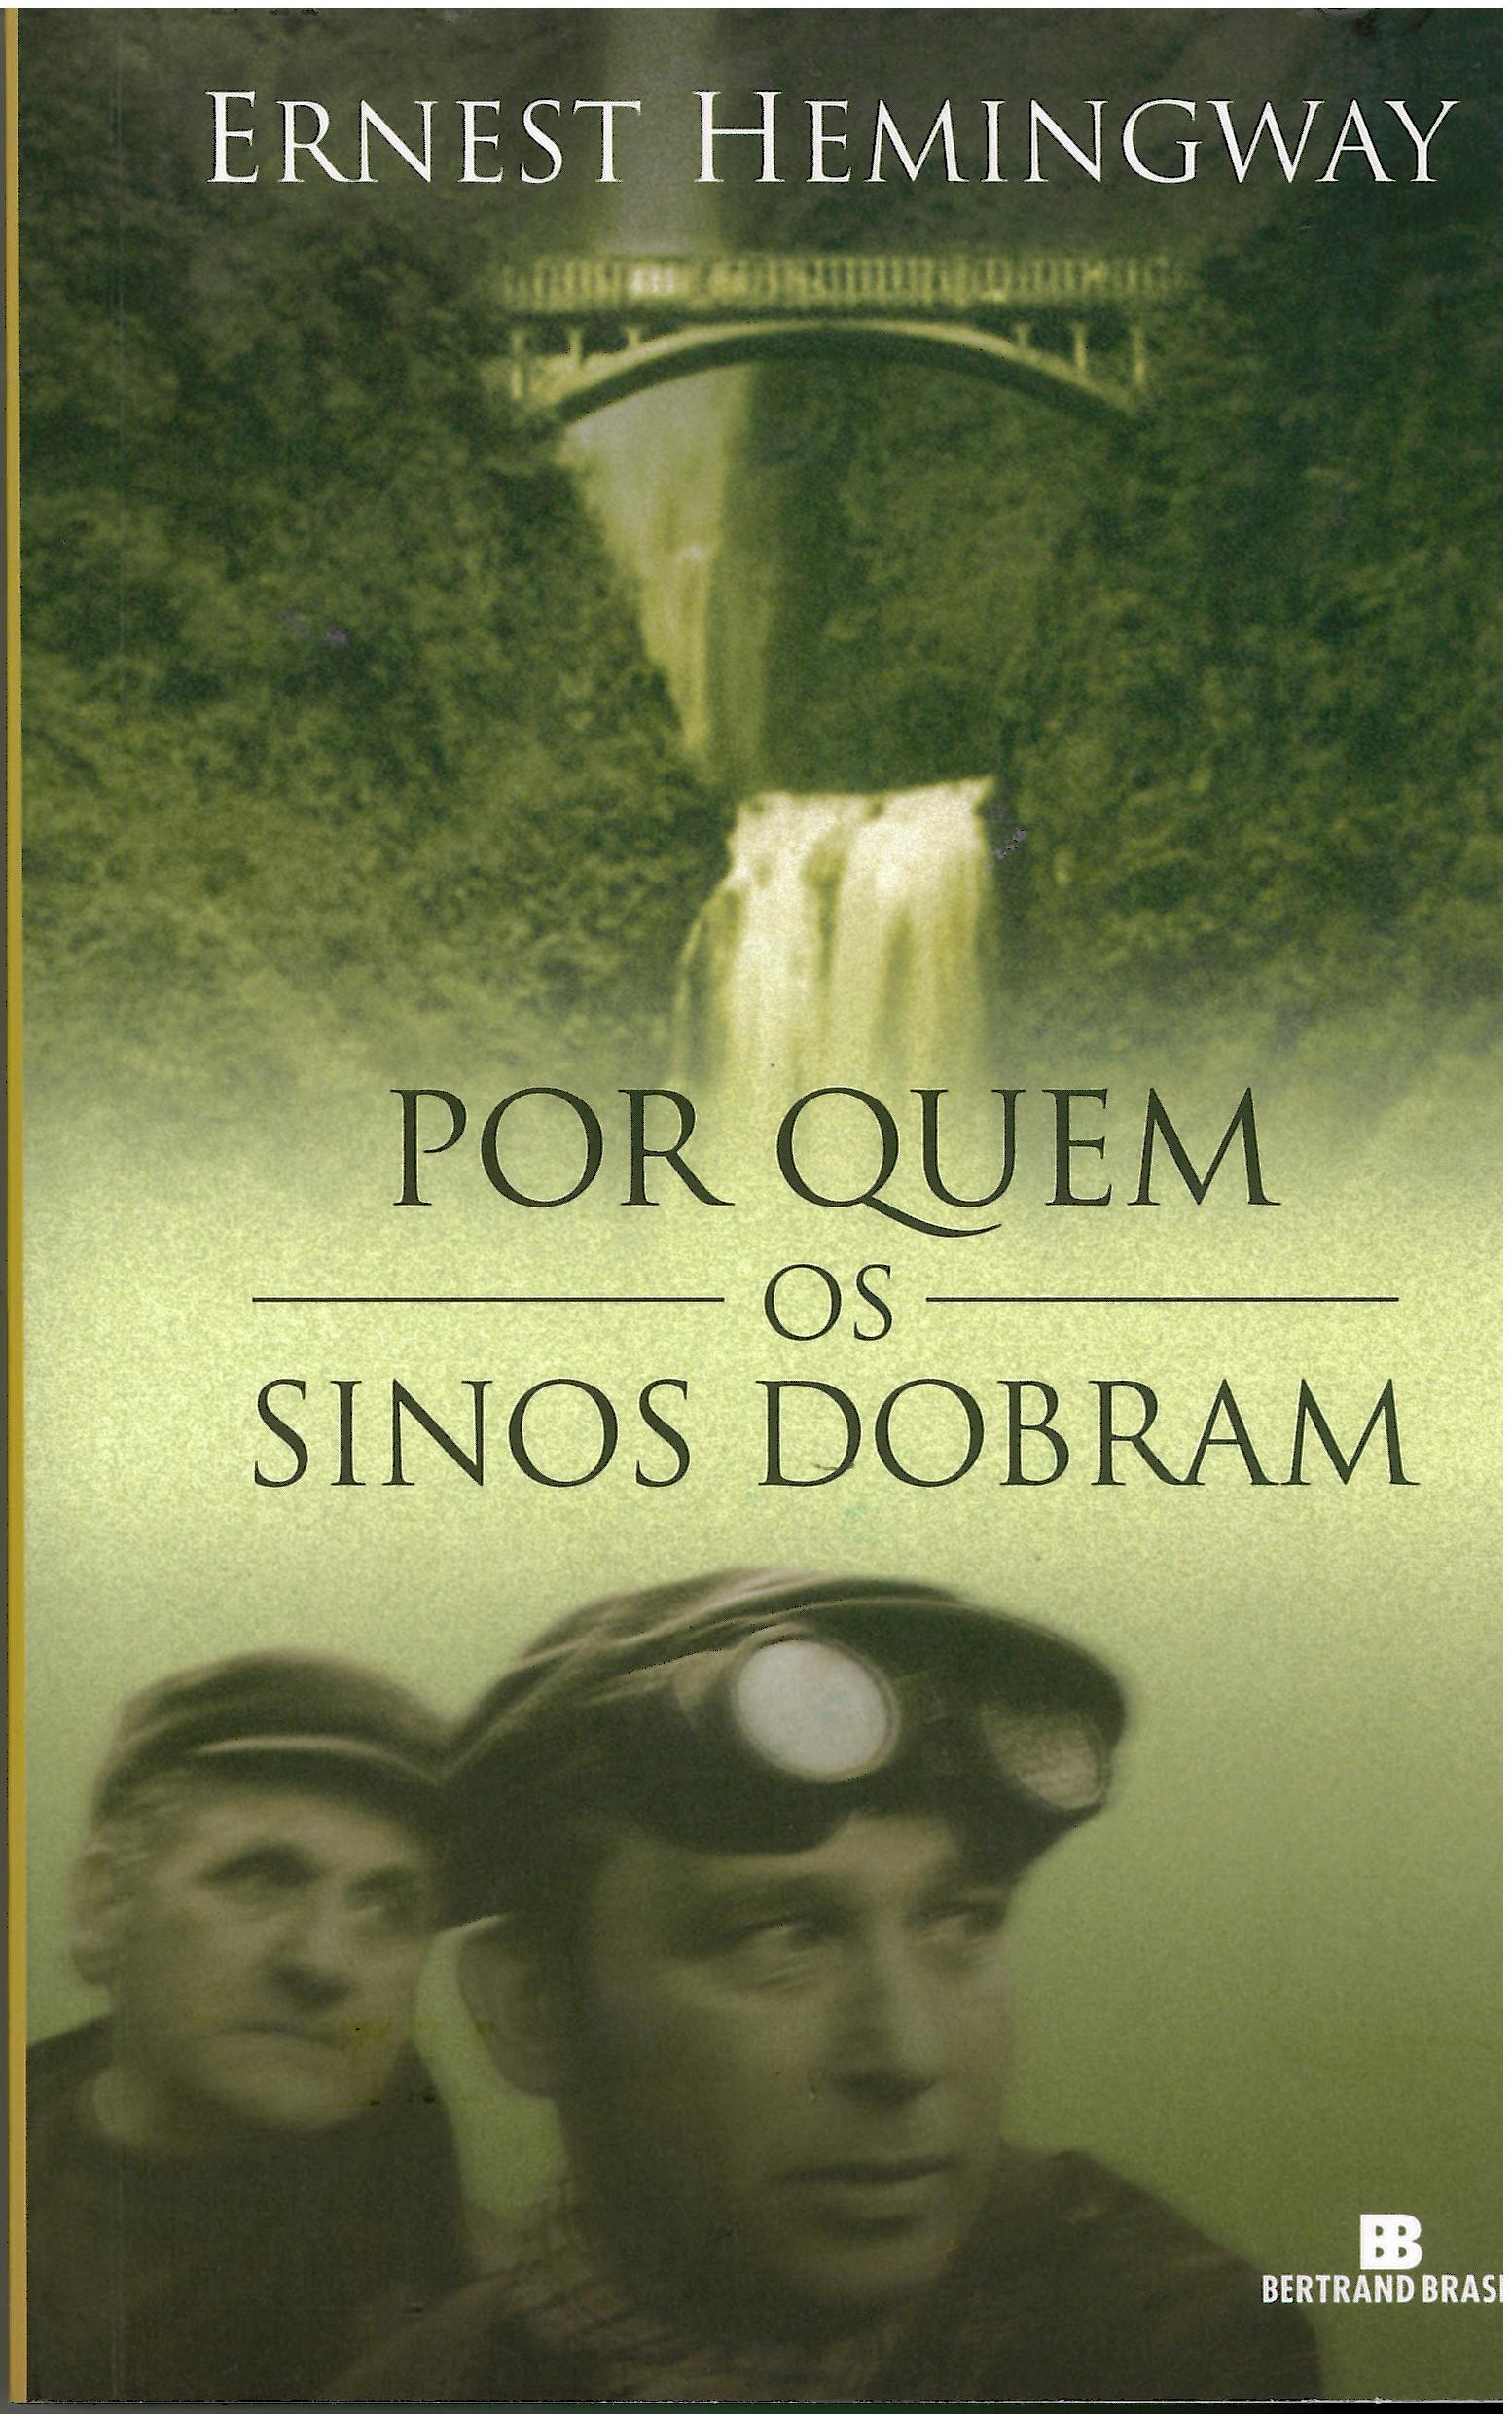 ERNEST HEMINGWAY
POR QUEM
OS
SINOS DOBRAM
BB
BERTRAND BRASI